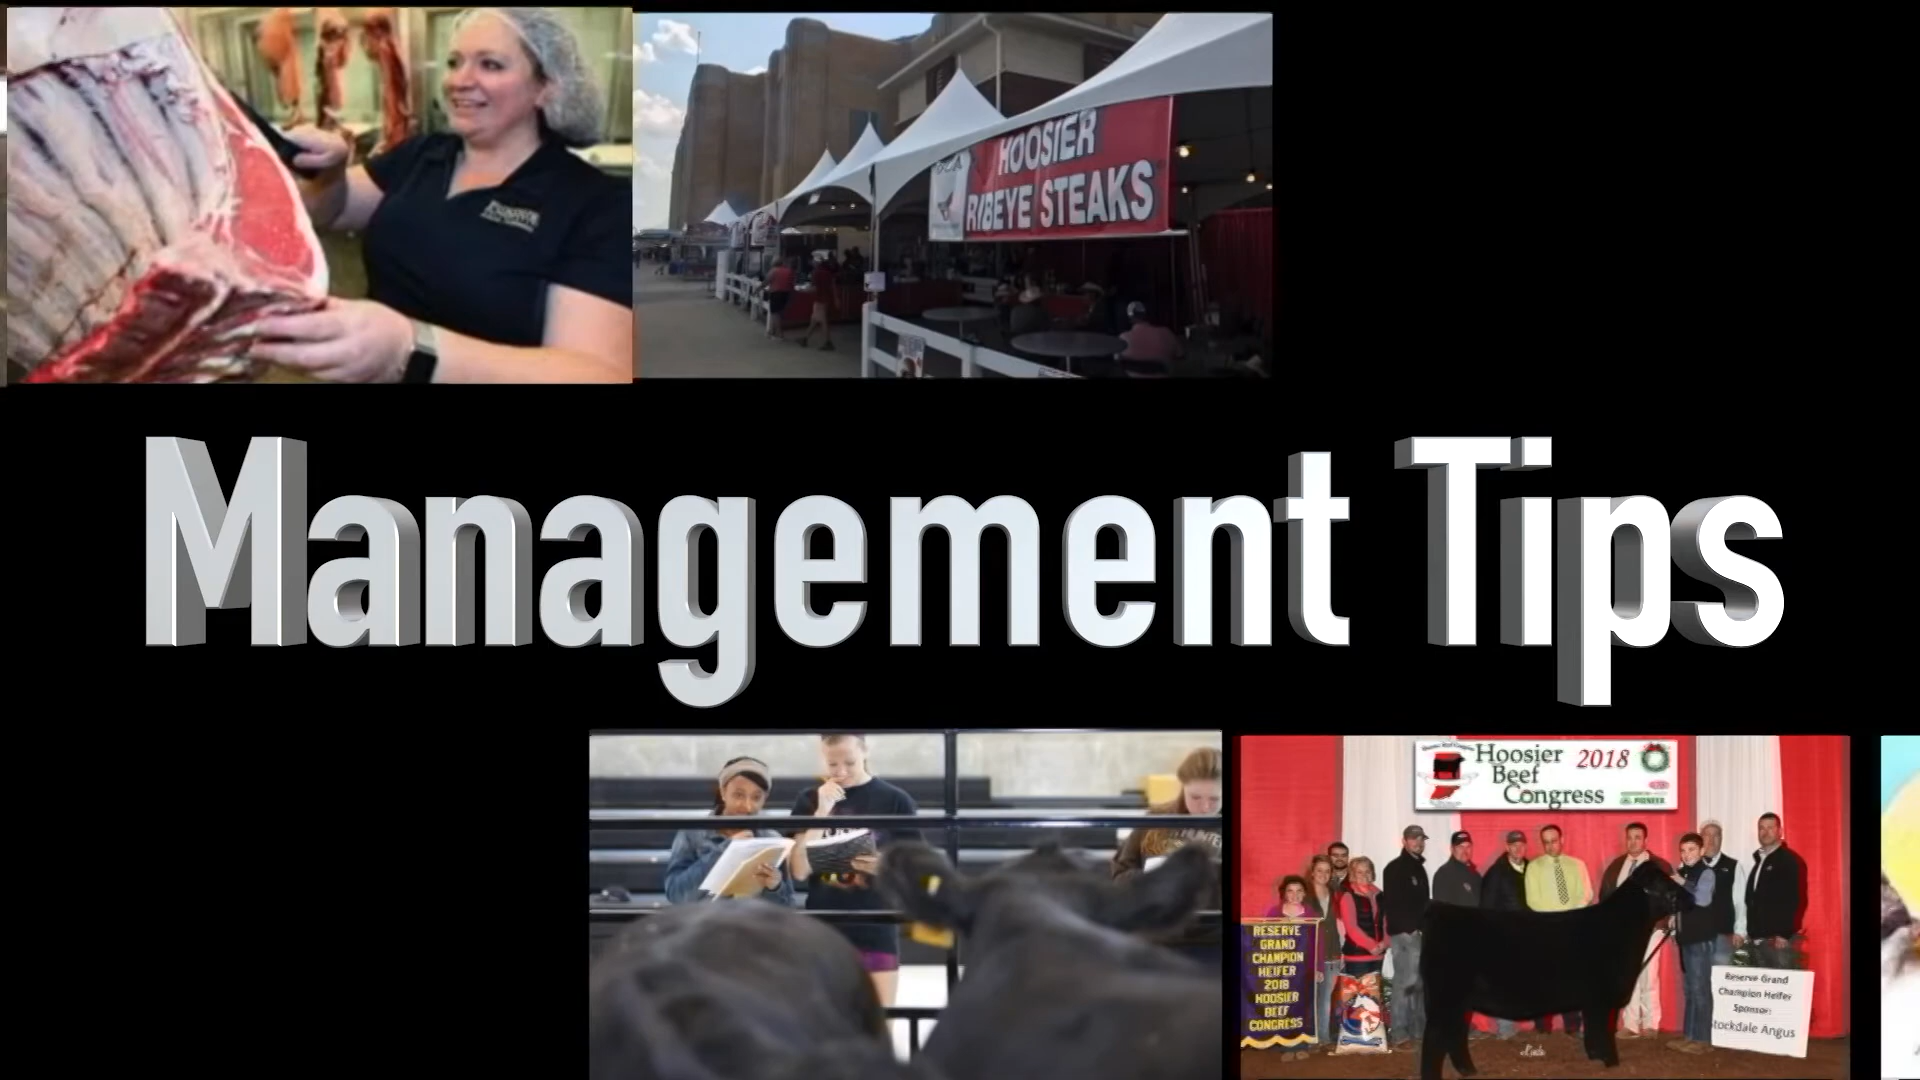 HOOSIER
RIBEYE STEAKS
Management Tips
Hoosier
Beef
Congress
2018
PIONEER
RESERVE
GRAND
CHAMPION
HEIFER
2018
HOOSIER
BEEF
CONGRESS
Reserve Grand
Champion Heifer
Sponsor:
Stockdale Angus